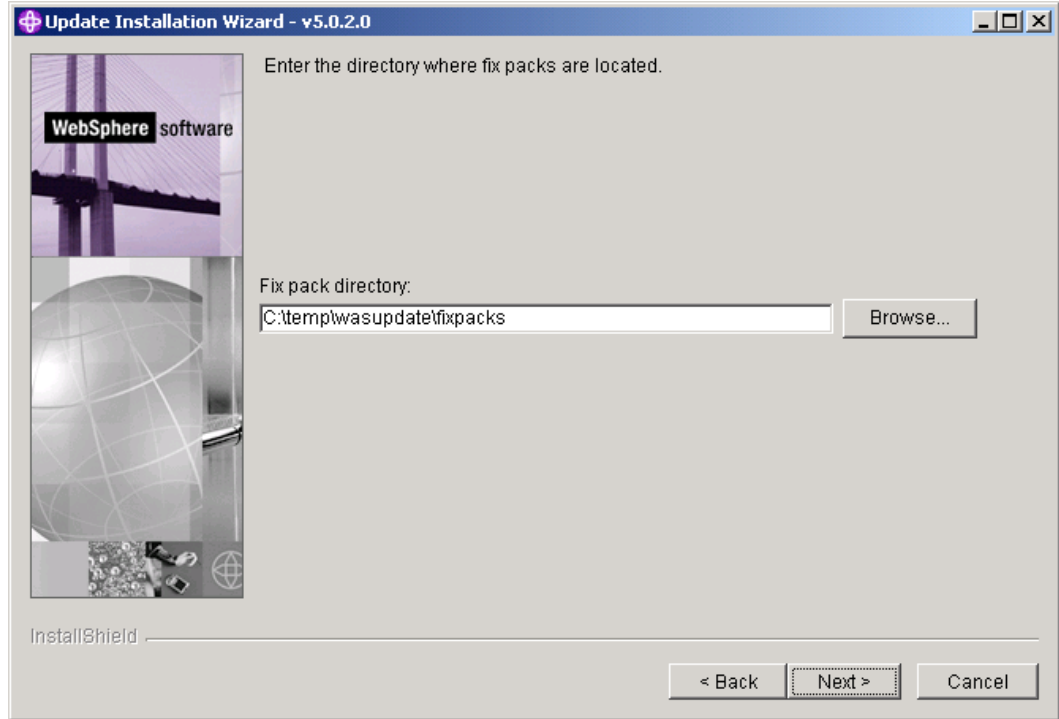 Update Installation Wizard - v5.0.2.0
Enter the directory where fix packs are located.
WebSphere software
Fix pack directory:
C:\temp\wasupdate\fixpacks
Browse...
InstallShield
< Back
Next >
Cancel